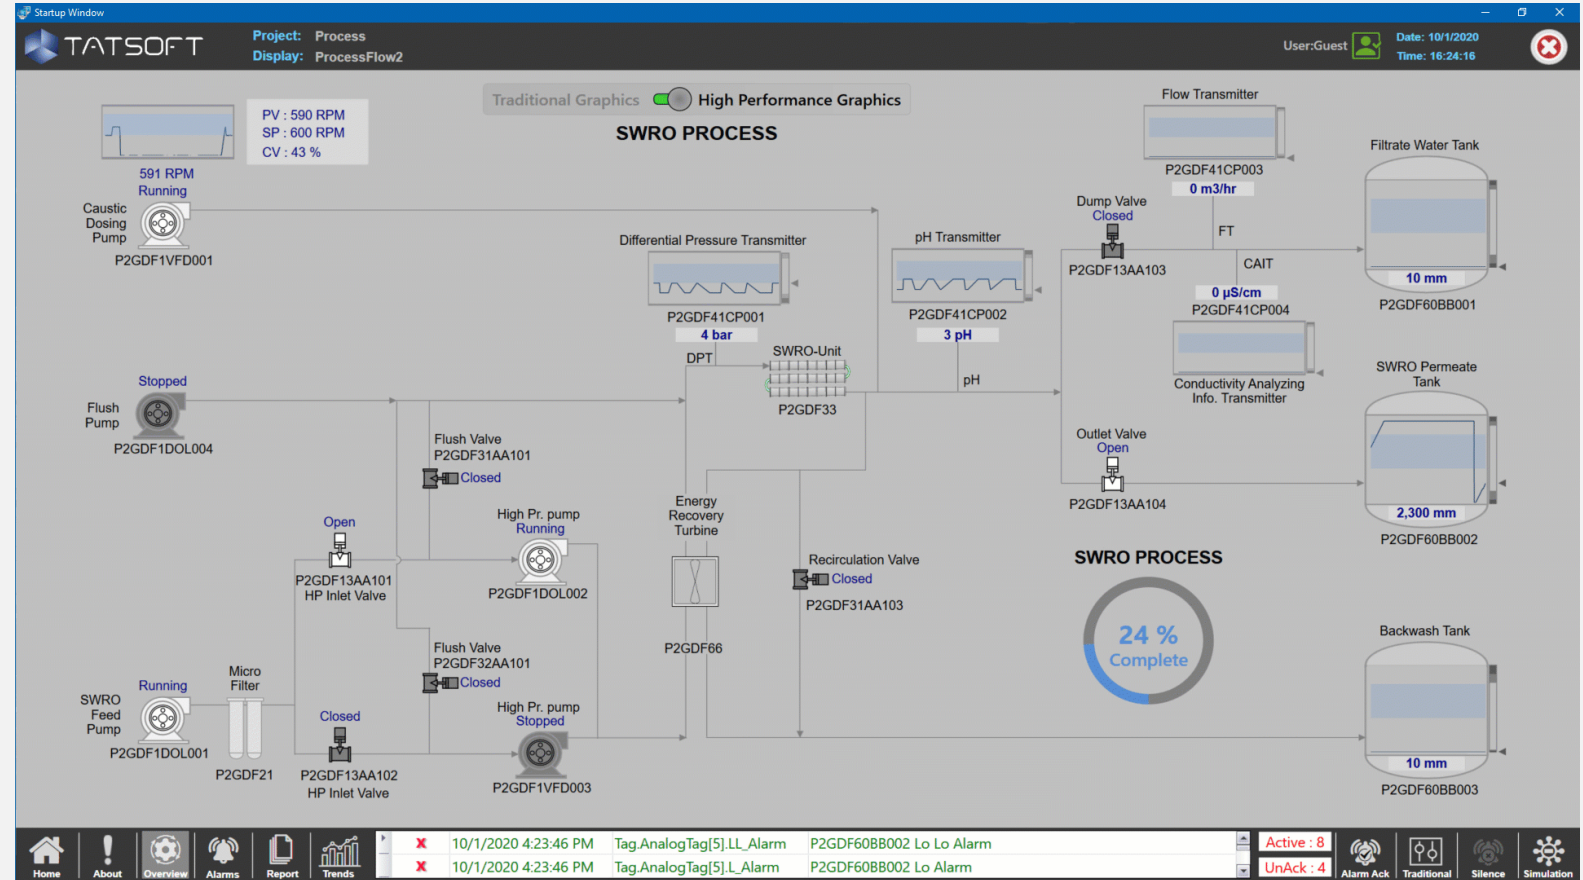 Startup Window
TATSOFT
Project: Process
Display: ProcessFlow2
User:Guest
Date: 10/1/2020
Time: 16:24:16
Traditional Graphics
High Performance Graphics
SWRO PROCESS
PV : 590 RPM
SP : 600 RPM
CV : 43 %
591 RPM
Running
Caustic
Dosing
Pump
P2GDF1VFD001
Differential Pressure Transmitter
P2GDF41CP001
4 bar
DPT
pH Transmitter
P2GDF41CP002
3 pH
pH
SWRO-Unit
P2GDF33
Flow Transmitter
P2GDF41CP003
0 m3/hr
FT
Dump Valve
Closed
P2GDF13AA103
CAIT
0 µS/cm
P2GDF41CP004
Conductivity Analyzing
Info. Transmitter
Filtrate Water Tank
10 mm
P2GDF60BB001
SWRO Permeate
Tank
2,300 mm
P2GDF60BB002
Outlet Valve
Open
P2GDF13AA104
Stopped
Flush
Pump
P2GDF1DOL004
Flush Valve
P2GDF31AA101
Closed
Open
P2GDF13AA101
HP Inlet Valve
High Pr. pump
Running
P2GDF1DOL002
Energy
Recovery
Turbine
P2GDF66
Recirculation Valve
Closed
P2GDF31AA103
SWRO PROCESS
24 %
Complete
Flush Valve
P2GDF32AA101
Closed
Running
SWRO
Feed
Pump
P2GDF1DOL001
Micro
Filter
P2GDF21
Closed
P2GDF13AA102
HP Inlet Valve
High Pr. pump
Stopped
P2GDF1VFD003
Backwash Tank
10 mm
P2GDF60BB003
Home
About
Overview
Alarms
Report
Trends
X 10/1/2020 4:23:46 PM Tag.AnalogTag[5].LL_Alarm P2GDF60BB002 Lo Lo Alarm
X 10/1/2020 4:23:46 PM Tag.AnalogTag[5].L_Alarm P2GDF60BB002 Lo Alarm
Active : 8
UnAck : 4
Alarm Ack
Traditional
Silence
Simulation